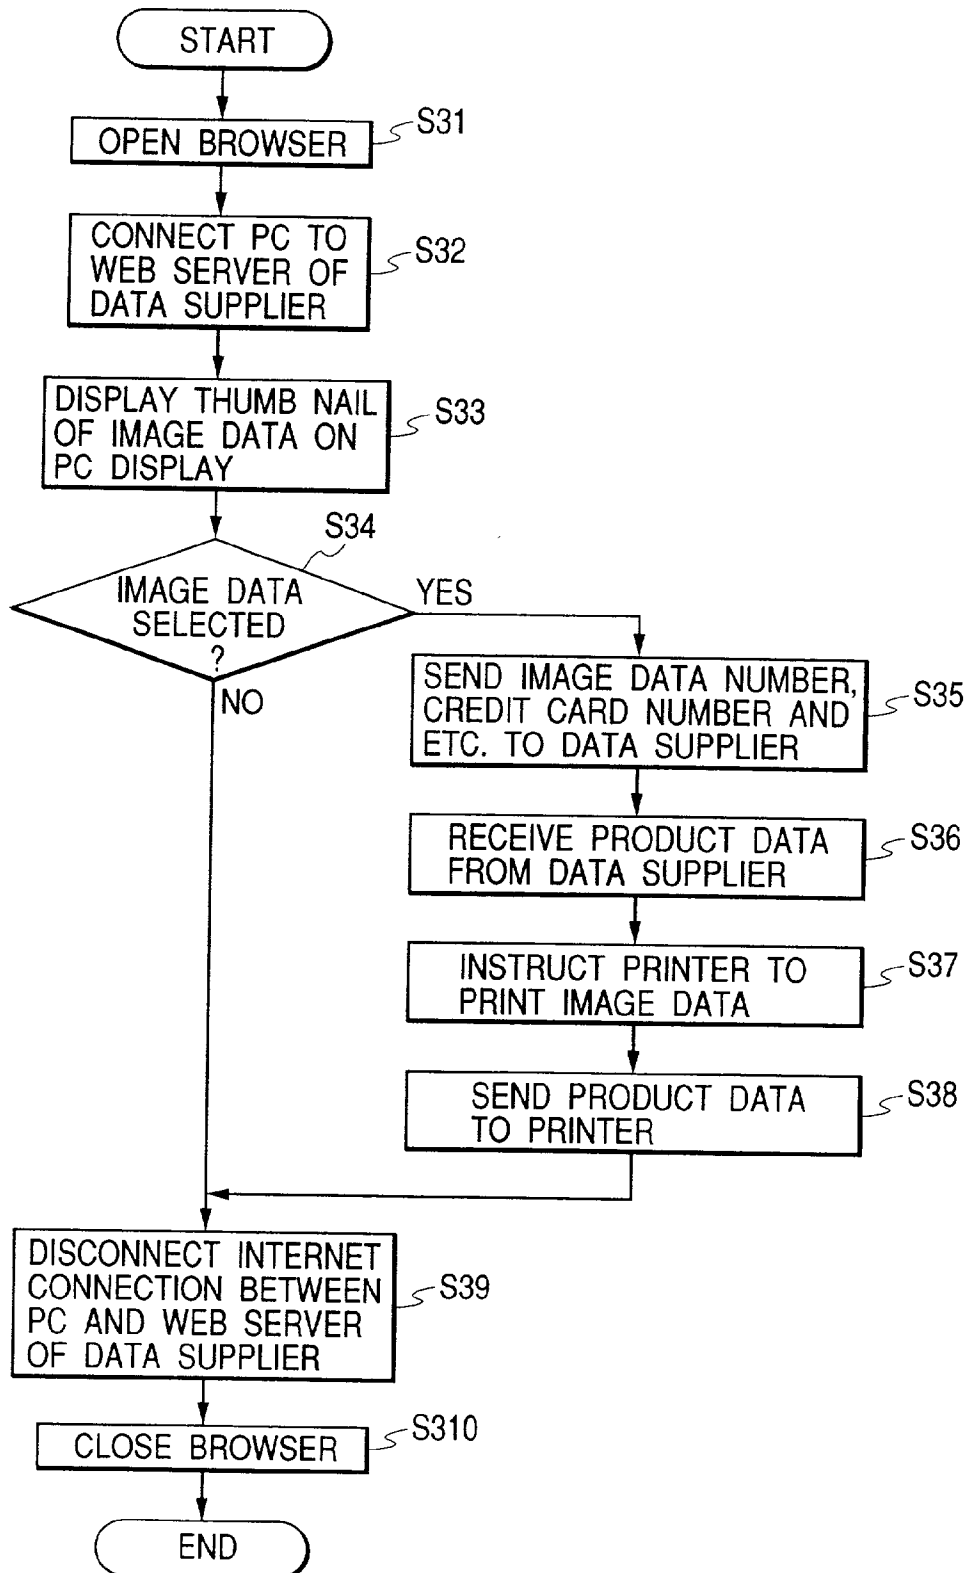 START
OPEN BROWSER
S31
CONNECT PC TO
WEB SERVER OF
DATA SUPPLIER
S32
DISPLAY THUMB NAIL
OF IMAGE DATA ON
PC DISPLAY
S33
S34
IMAGE DATA
SELECTED
?
YES
NO
SEND IMAGE DATA NUMBER,
CREDIT CARD NUMBER AND
ETC. TO DATA SUPPLIER
S35
RECEIVE PRODUCT DATA
FROM DATA SUPPLIER
S36
INSTRUCT PRINTER TO
PRINT IMAGE DATA
S37
SEND PRODUCT DATA
TO PRINTER
S38
DISCONNECT INTERNET
CONNECTION BETWEEN
PC AND WEB SERVER
OF DATA SUPPLIER
S39
CLOSE BROWSER
S310
END